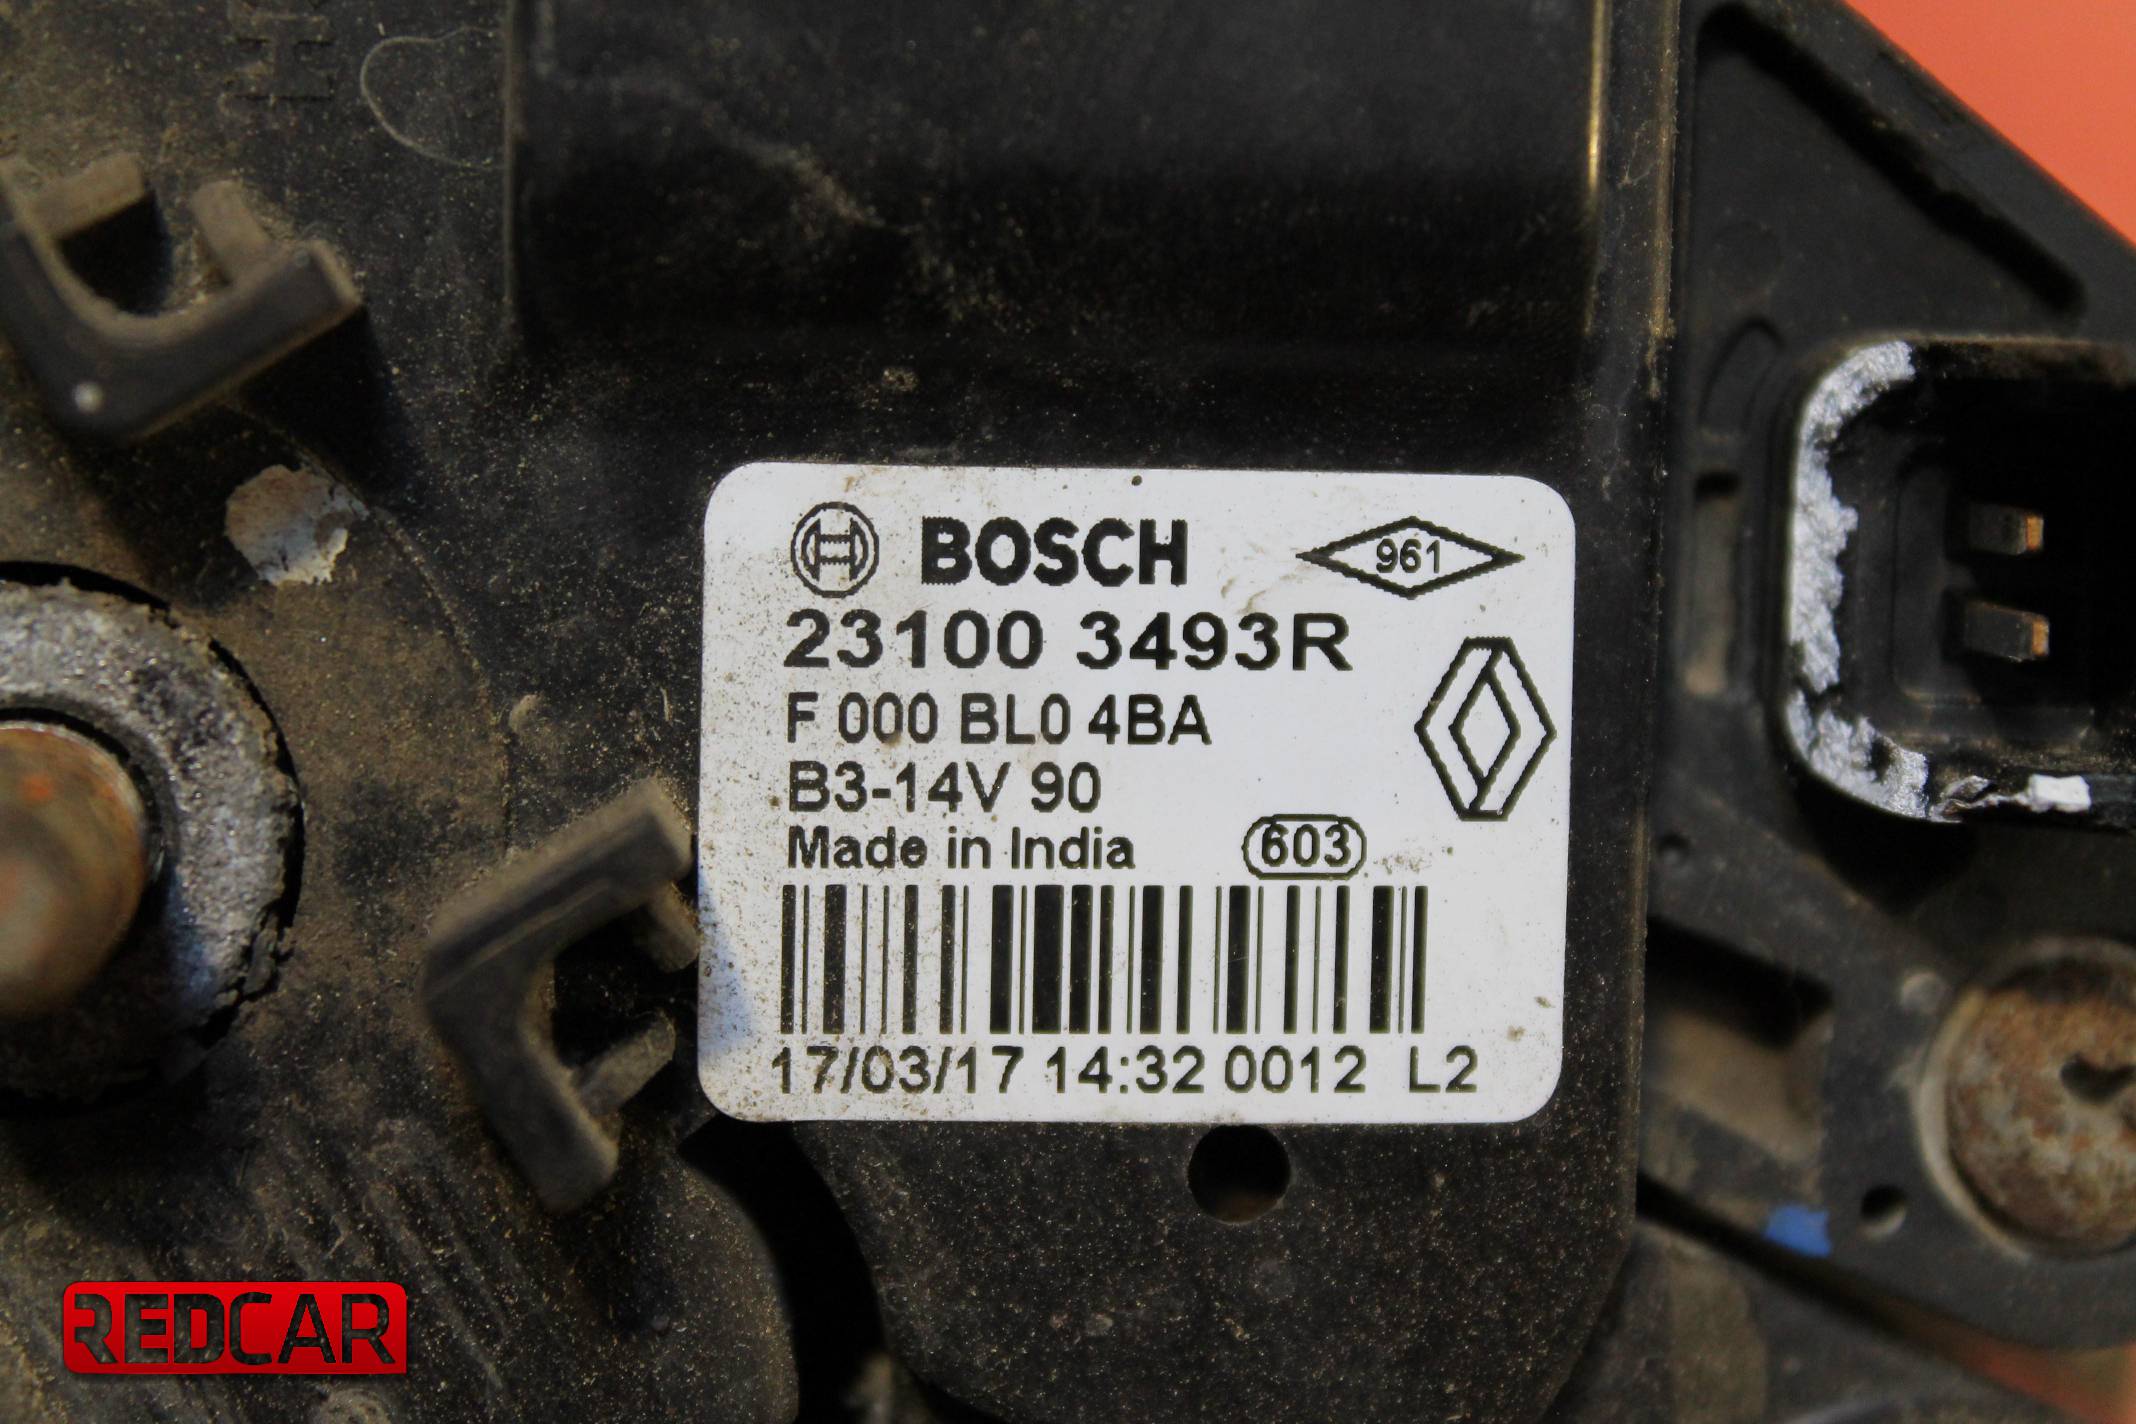 BOSCH
961
23100 3493R
F 000 BL0 4BA
B3-14V 90
Made in India 603
17/03/17 14:32 0012 L2
REDCAR